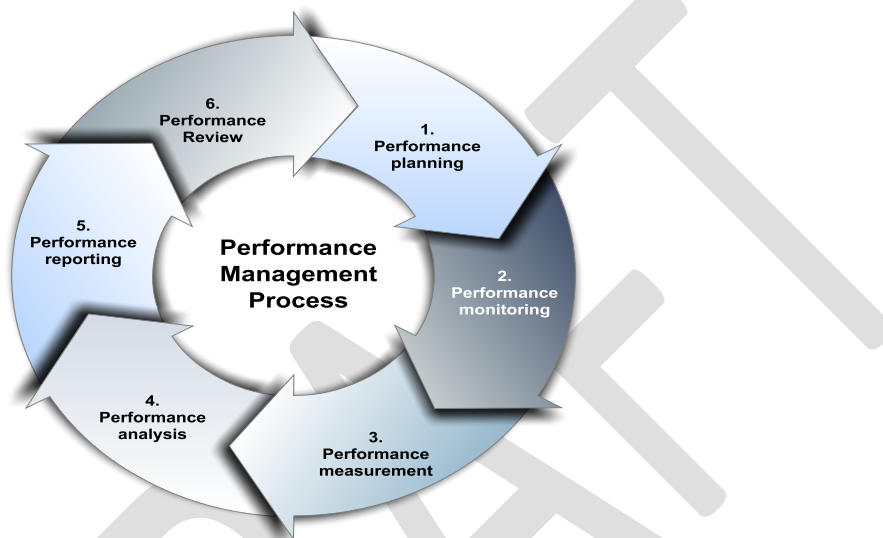 Performance
Management
Process
1.
Performance
planning
2.
Performance
monitoring
3.
Performance
measurement
4.
Performance
analysis
5.
Performance
reporting
6.
Performance
Review
DRAFT